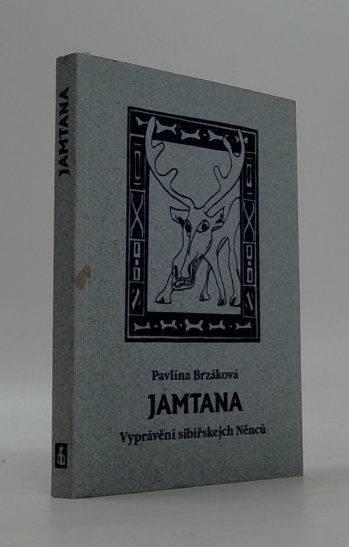 JAMTANA
Pavlína Brzáková
JAMTANA
Vyprávění sibiřskejch Něnců